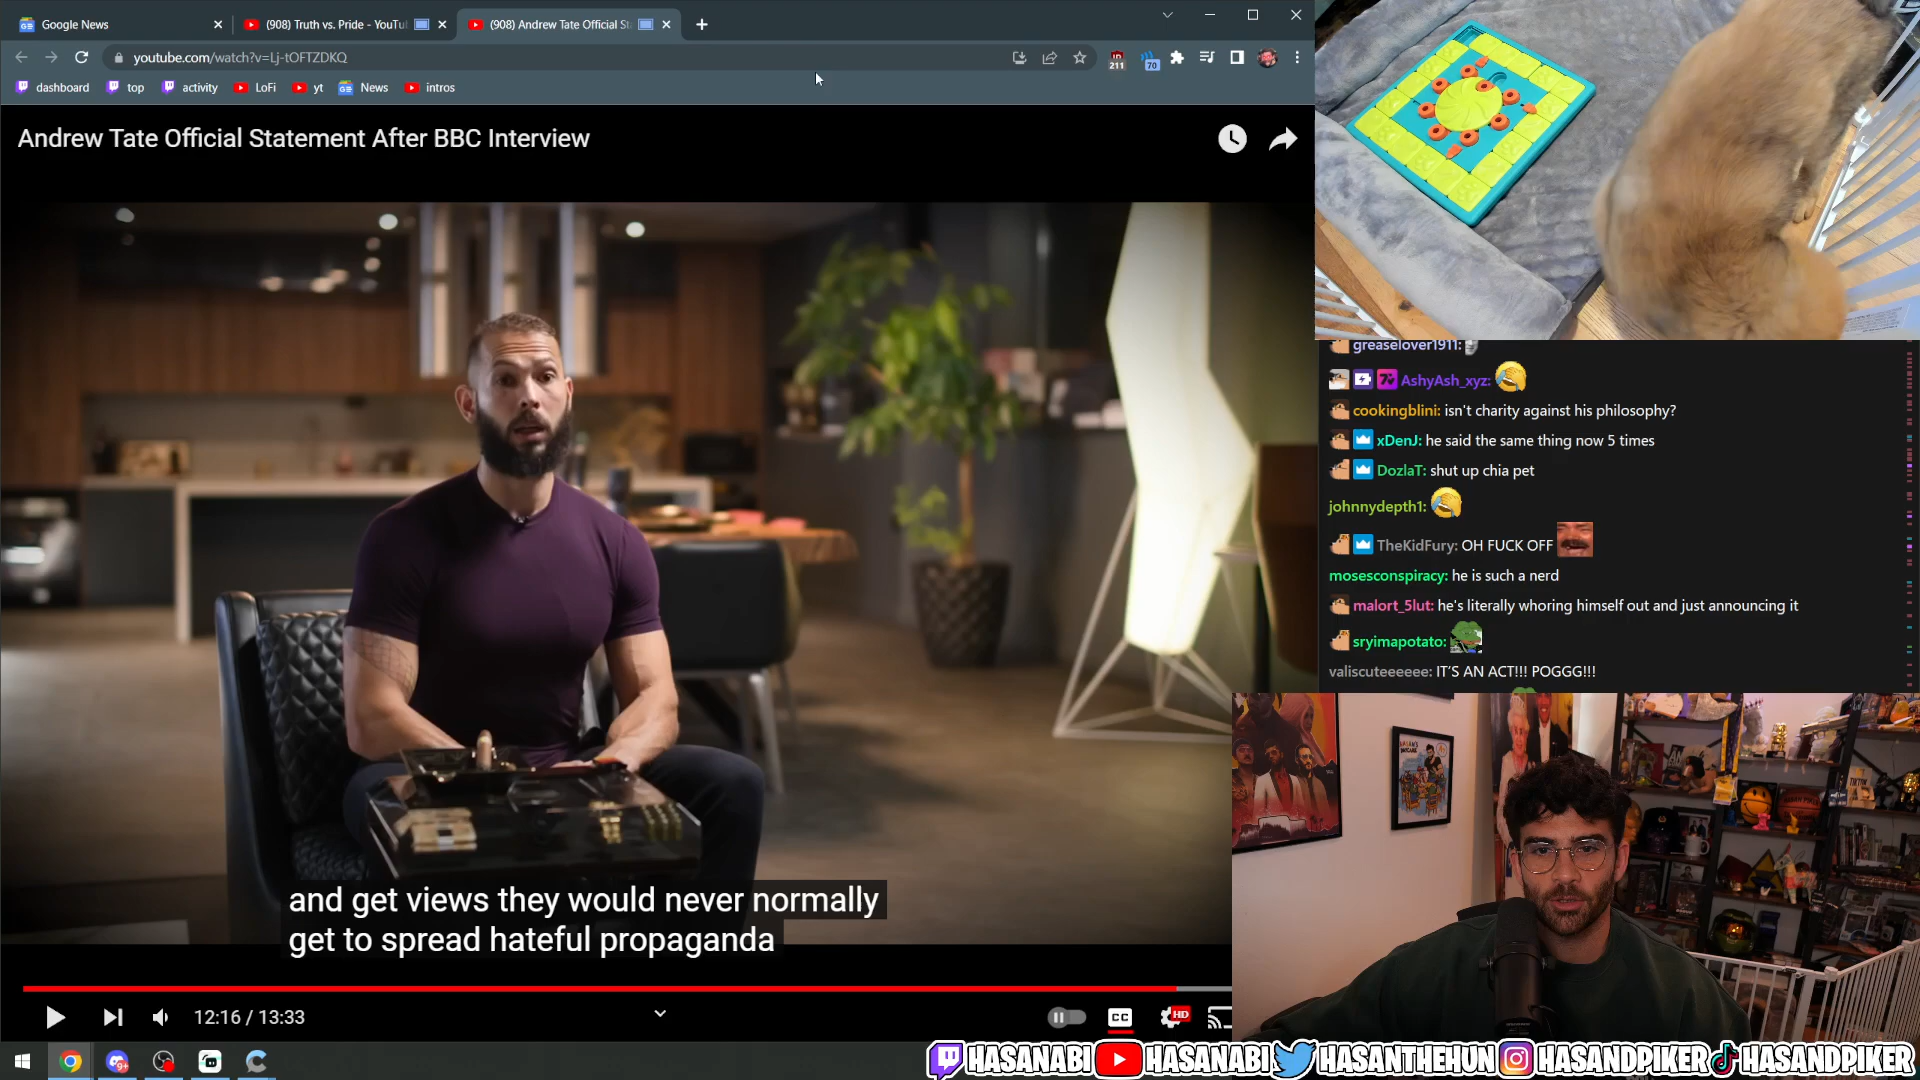 Google News
(908) Truth vs. Pride - YouTu
(908) Andrew Tate Official St
youtube.com/watch?v=Lj-tOFTZDKQ
211
70
dashboard
top
activity
LoFi
yt
News
intros
Andrew Tate Official Statement After BBC Interview
greaselover1911:
AshyAsh_xyz:
cookingblini: isn't charity against his philosophy?
xDenJ: he said the same thing now 5 times
DozlaT: shut up chia pet
johnnydepth1:
TheKidFury: OH FUCK OFF
mosesconspiracy: he is such a nerd
malort_5lut: he's literally whoring himself out and just announcing it
sryimapotato:
valiscuteeeeee: IT'S AN ACT!!! POGGG!!!
and get views they would never normally
get to spread hateful propaganda
12:16 / 13:33
CC
HD
HASANABI
HASANABI
HASANTHEHUN
HASANDPIKER
HASANDPIKER